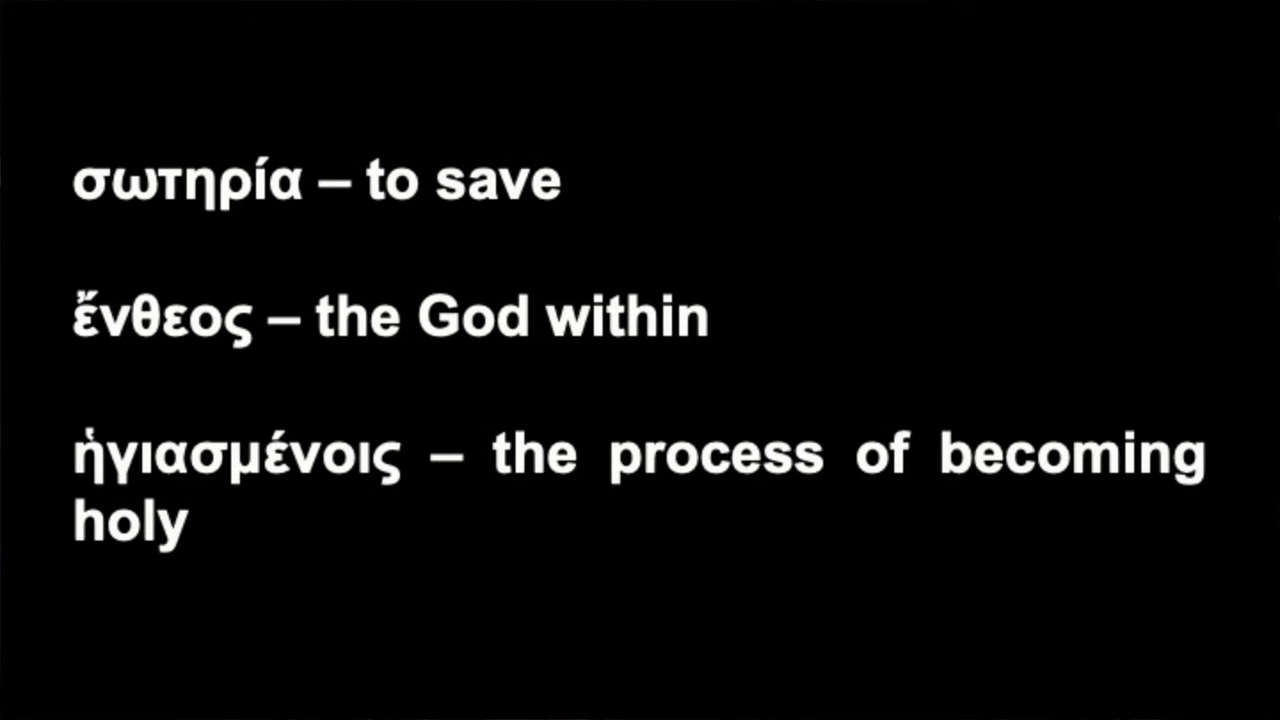 σωτηρία – to save
ἔνθεος – the God within
ἡγιασμένοις – the process of becoming
holy